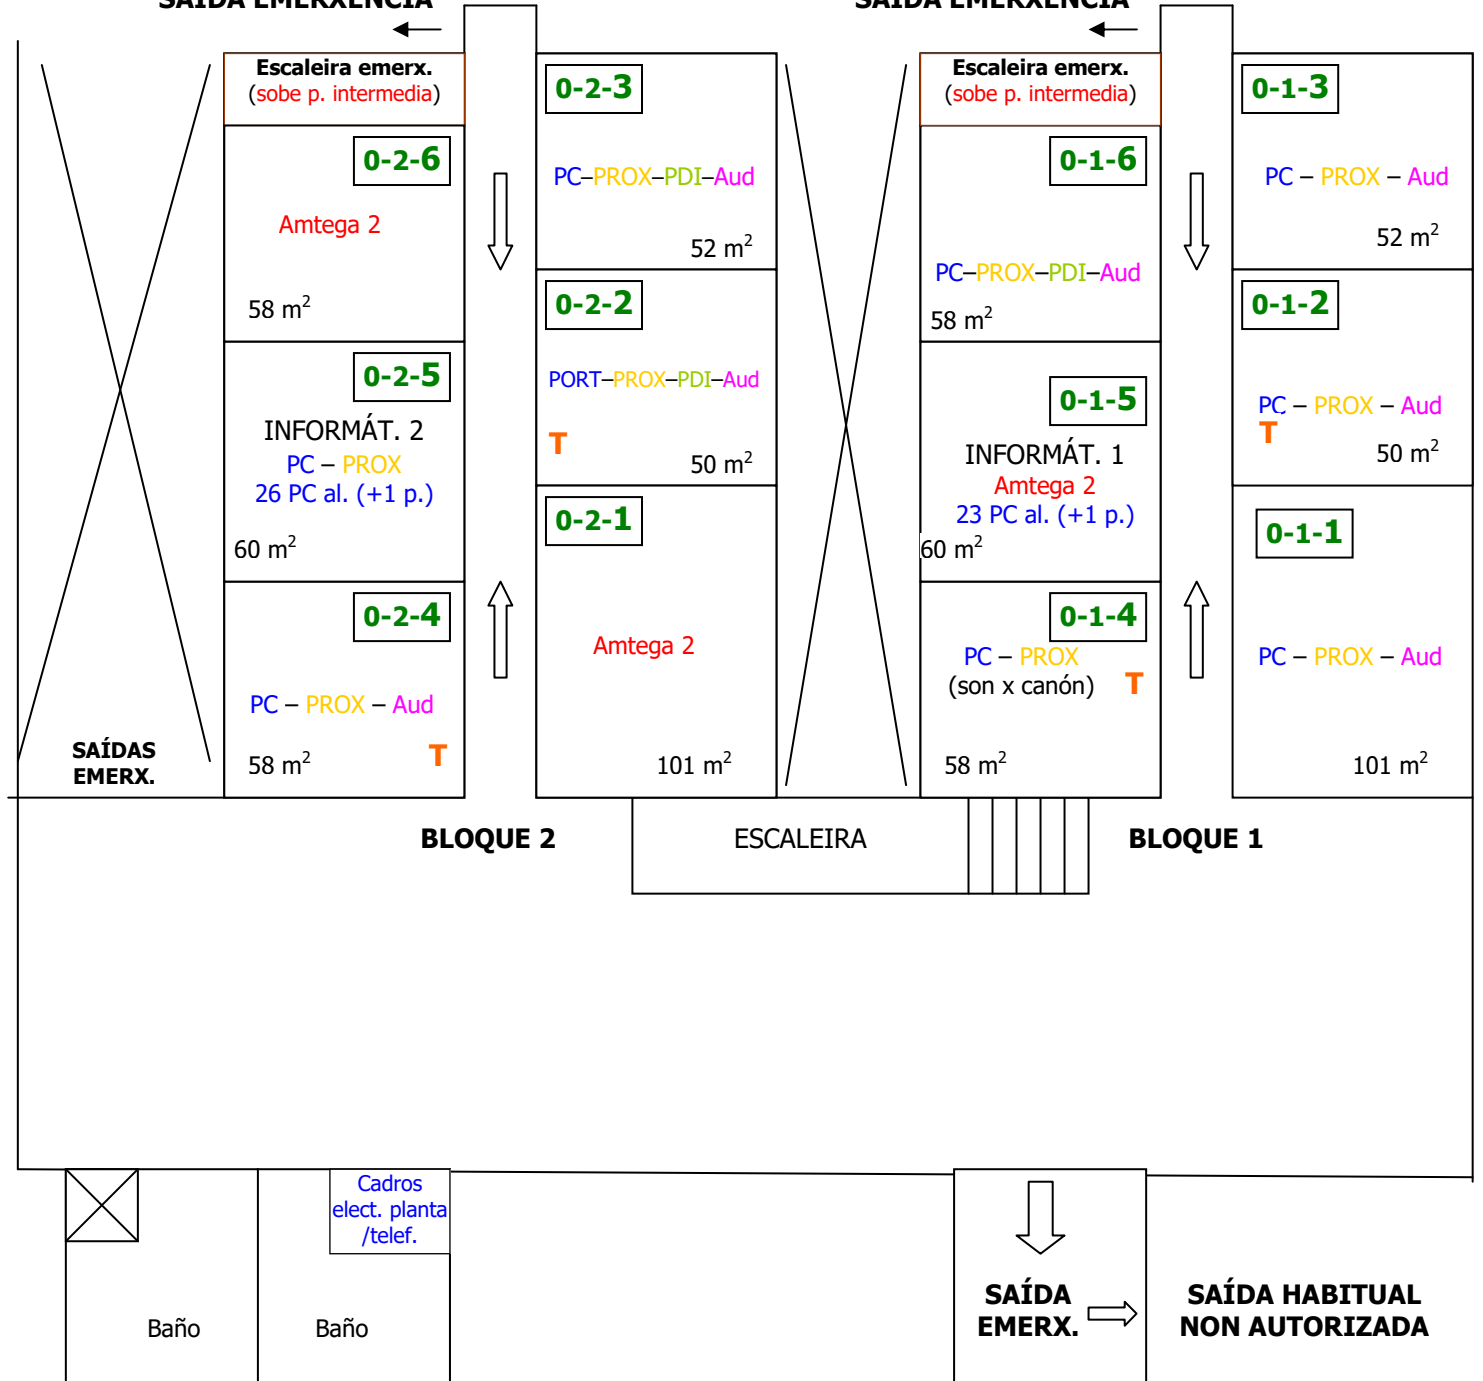 SAÍDA EMERXENCIA
SAÍDA EMERXENCIA
Escaleira emerx.
(sobe p. intermedia)
0-2-3
Escaleira emerx.
(sobe p. intermedia)
0-1-3
0-2-6
PC–PROX–PDI–Aud
0-1-6
PC – PROX – Aud
Amtega 2
52 m²
52 m²
PC–PROX–PDI–Aud
58 m²
0-2-2
58 m²
0-1-2
0-2-5
PORT–PROX–PDI–Aud
0-1-5
PC – PROX – Aud
INFORMÁT. 2
PC – PROX
26 PC al. (+1 p.)
T
50 m²
INFORMÁT. 1
Amtega 2
23 PC al. (+1 p.)
T
50 m²
60 m²
0-2-1
60 m²
0-1-1
0-2-4
Amtega 2
0-1-4
PC – PROX
(son x canón)
T
PC – PROX – Aud
PC – PROX – Aud
T
58 m²
101 m²
58 m²
101 m²
SAÍDAS
EMERX.
BLOQUE 2
ESCALEIRA
BLOQUE 1
Cadros
elect. planta
/telef.
Baño
Baño
SAÍDA
EMERX.
SAÍDA HABITUAL
NON AUTORIZADA